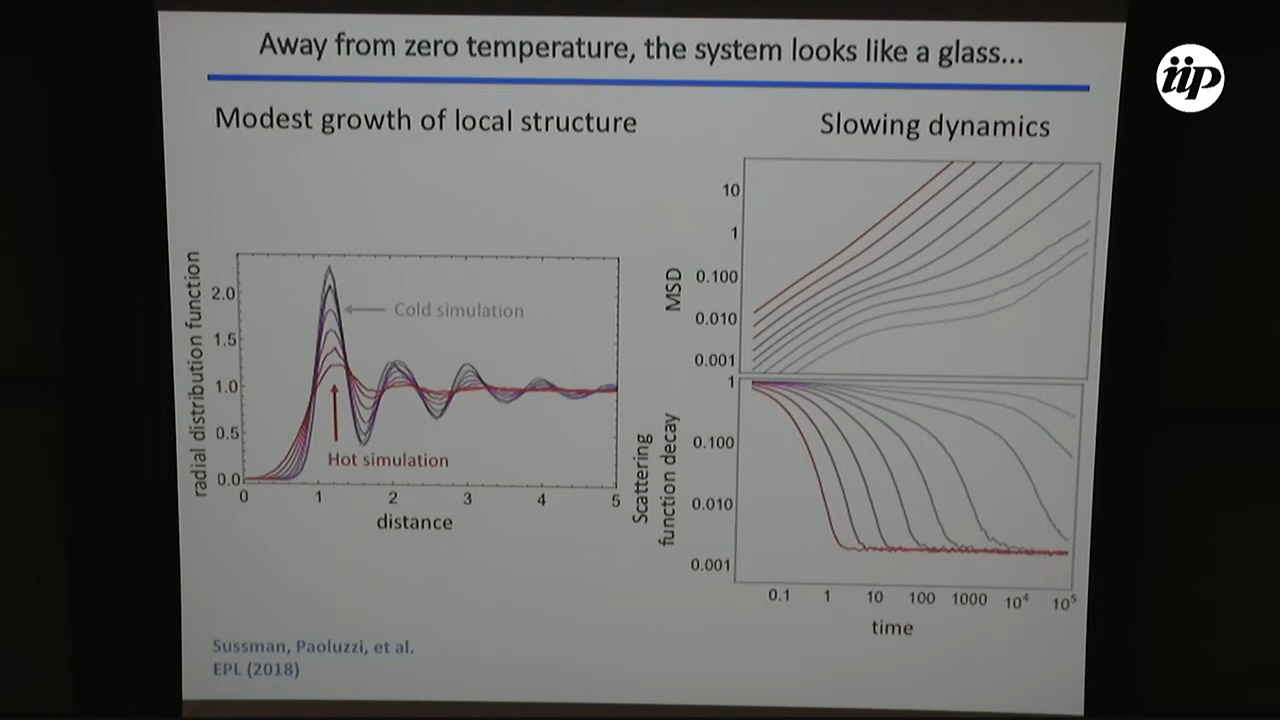 Away from zero temperature, the system looks like a glass...
iip
Modest growth of local structure
Slowing dynamics
radial distribution function
2.0
1.5
1.0
0.5
0.0
Cold simulation
Hot simulation
0 1 2 3 4 5
distance
MSD
10
1
0.100
0.010
0.001
Scattering
function decay
1
0.100
0.010
0.001
0.1 1 10 100 1000 10⁴ 10⁵
time
Sussman, Paoluzzi, et al.
EPL (2018)